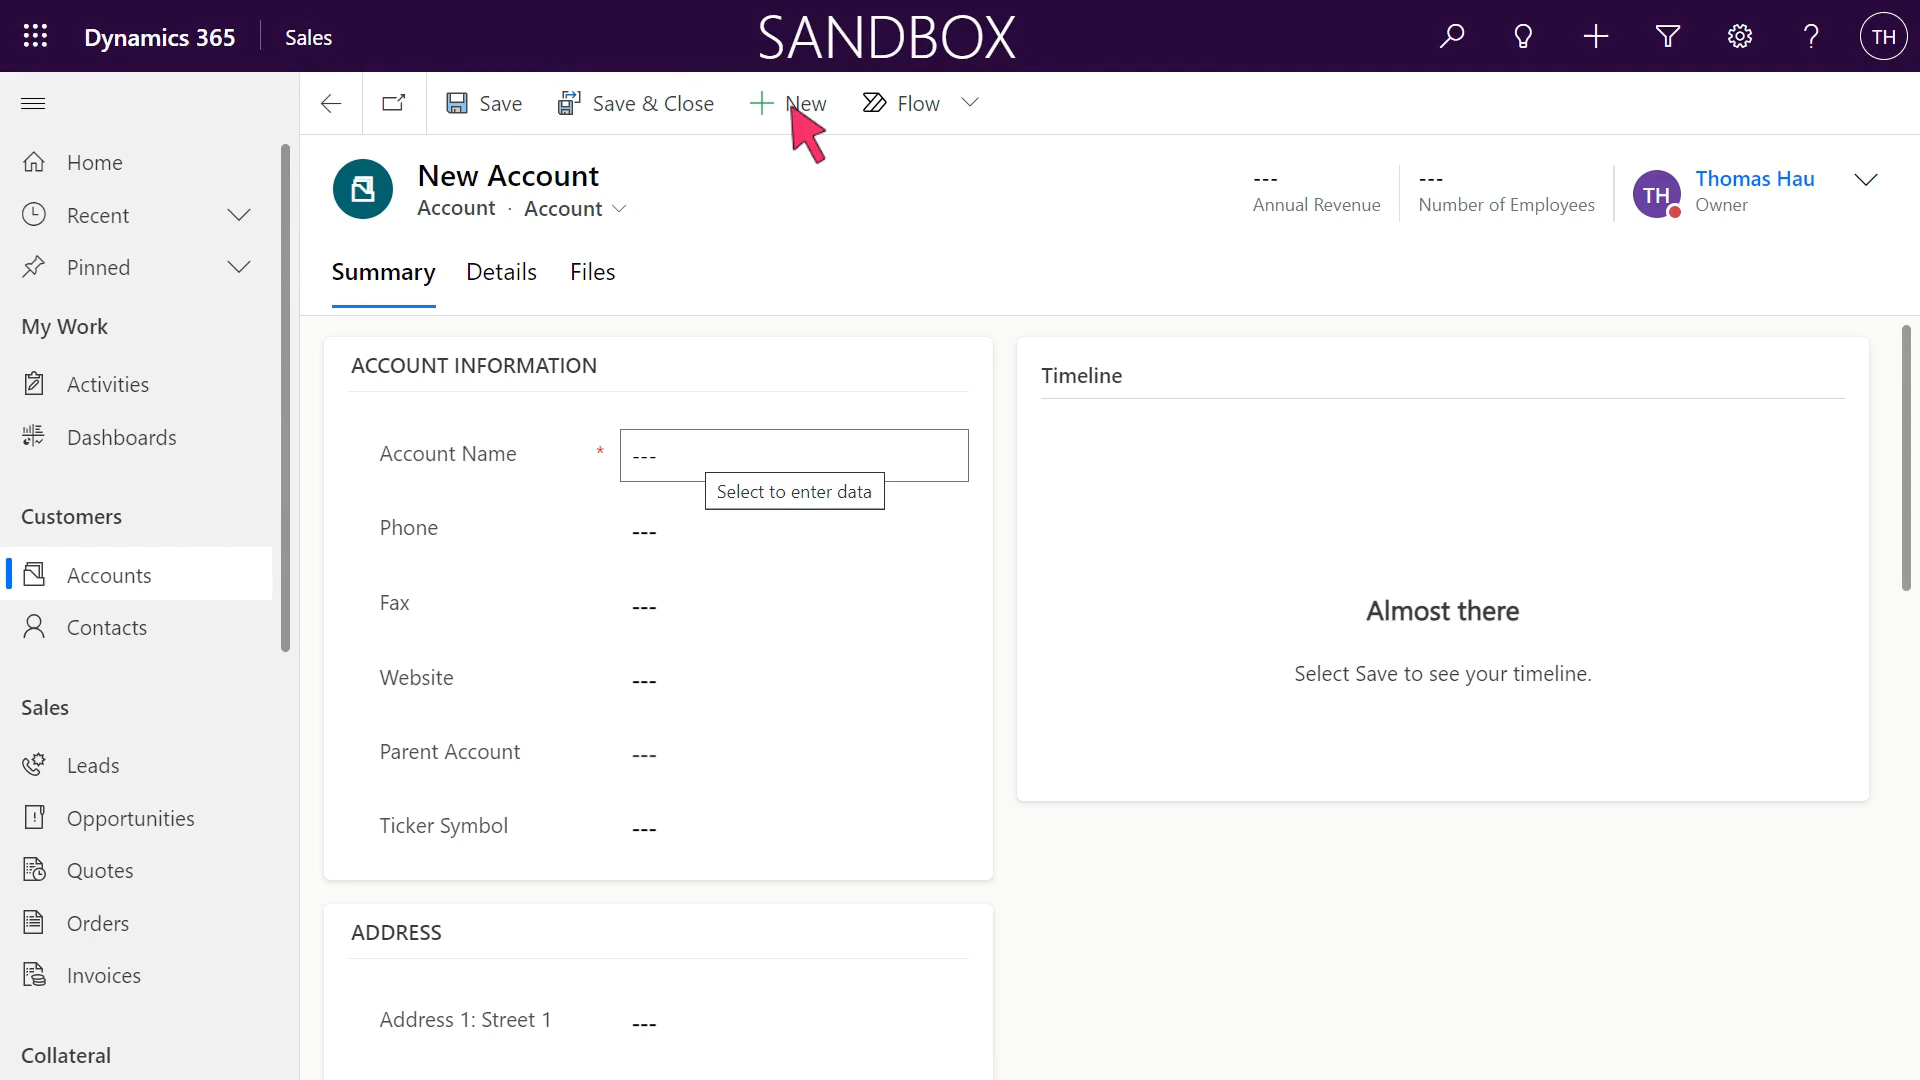 Dynamics 365
Sales
SANDBOX
TH
Save
Save & Close
New
Flow
Home
Recent
Pinned
My Work
Activities
Dashboards
Customers
Accounts
Contacts
Sales
Leads
Opportunities
Quotes
Orders
Invoices
Collateral
New Account
Account · Account
---
Annual Revenue
---
Number of Employees
TH
Thomas Hau
Owner
Summary
Details
Files
ACCOUNT INFORMATION
Account Name * ---
Select to enter data
Phone ---
Fax ---
Website ---
Parent Account ---
Ticker Symbol ---
ADDRESS
Address 1: Street 1 ---
Timeline
Almost there
Select Save to see your timeline.